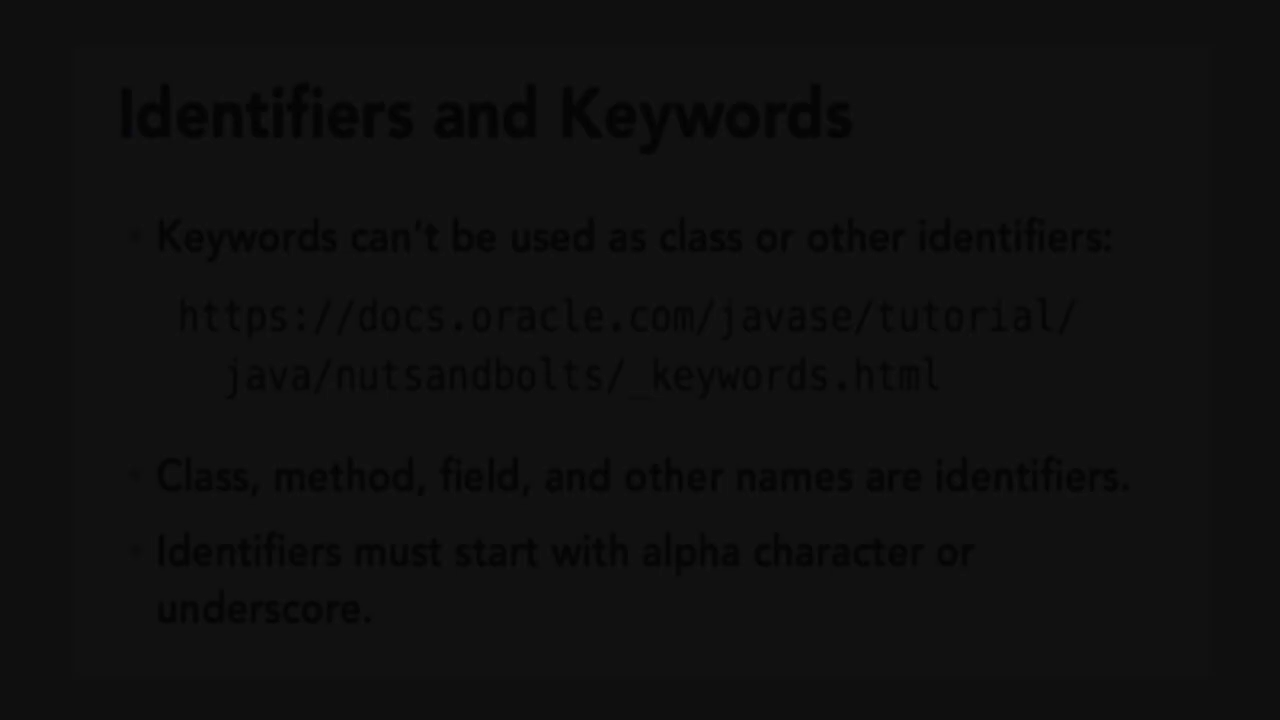 Identifiers and Keywords
• Keywords can't be used as class or other identifiers:
https://docs.oracle.com/javase/tutorial/
java/nutsandbolts/_keywords.html
• Class, method, field, and other names are identifiers.
• Identifiers must start with alpha character or
underscore.